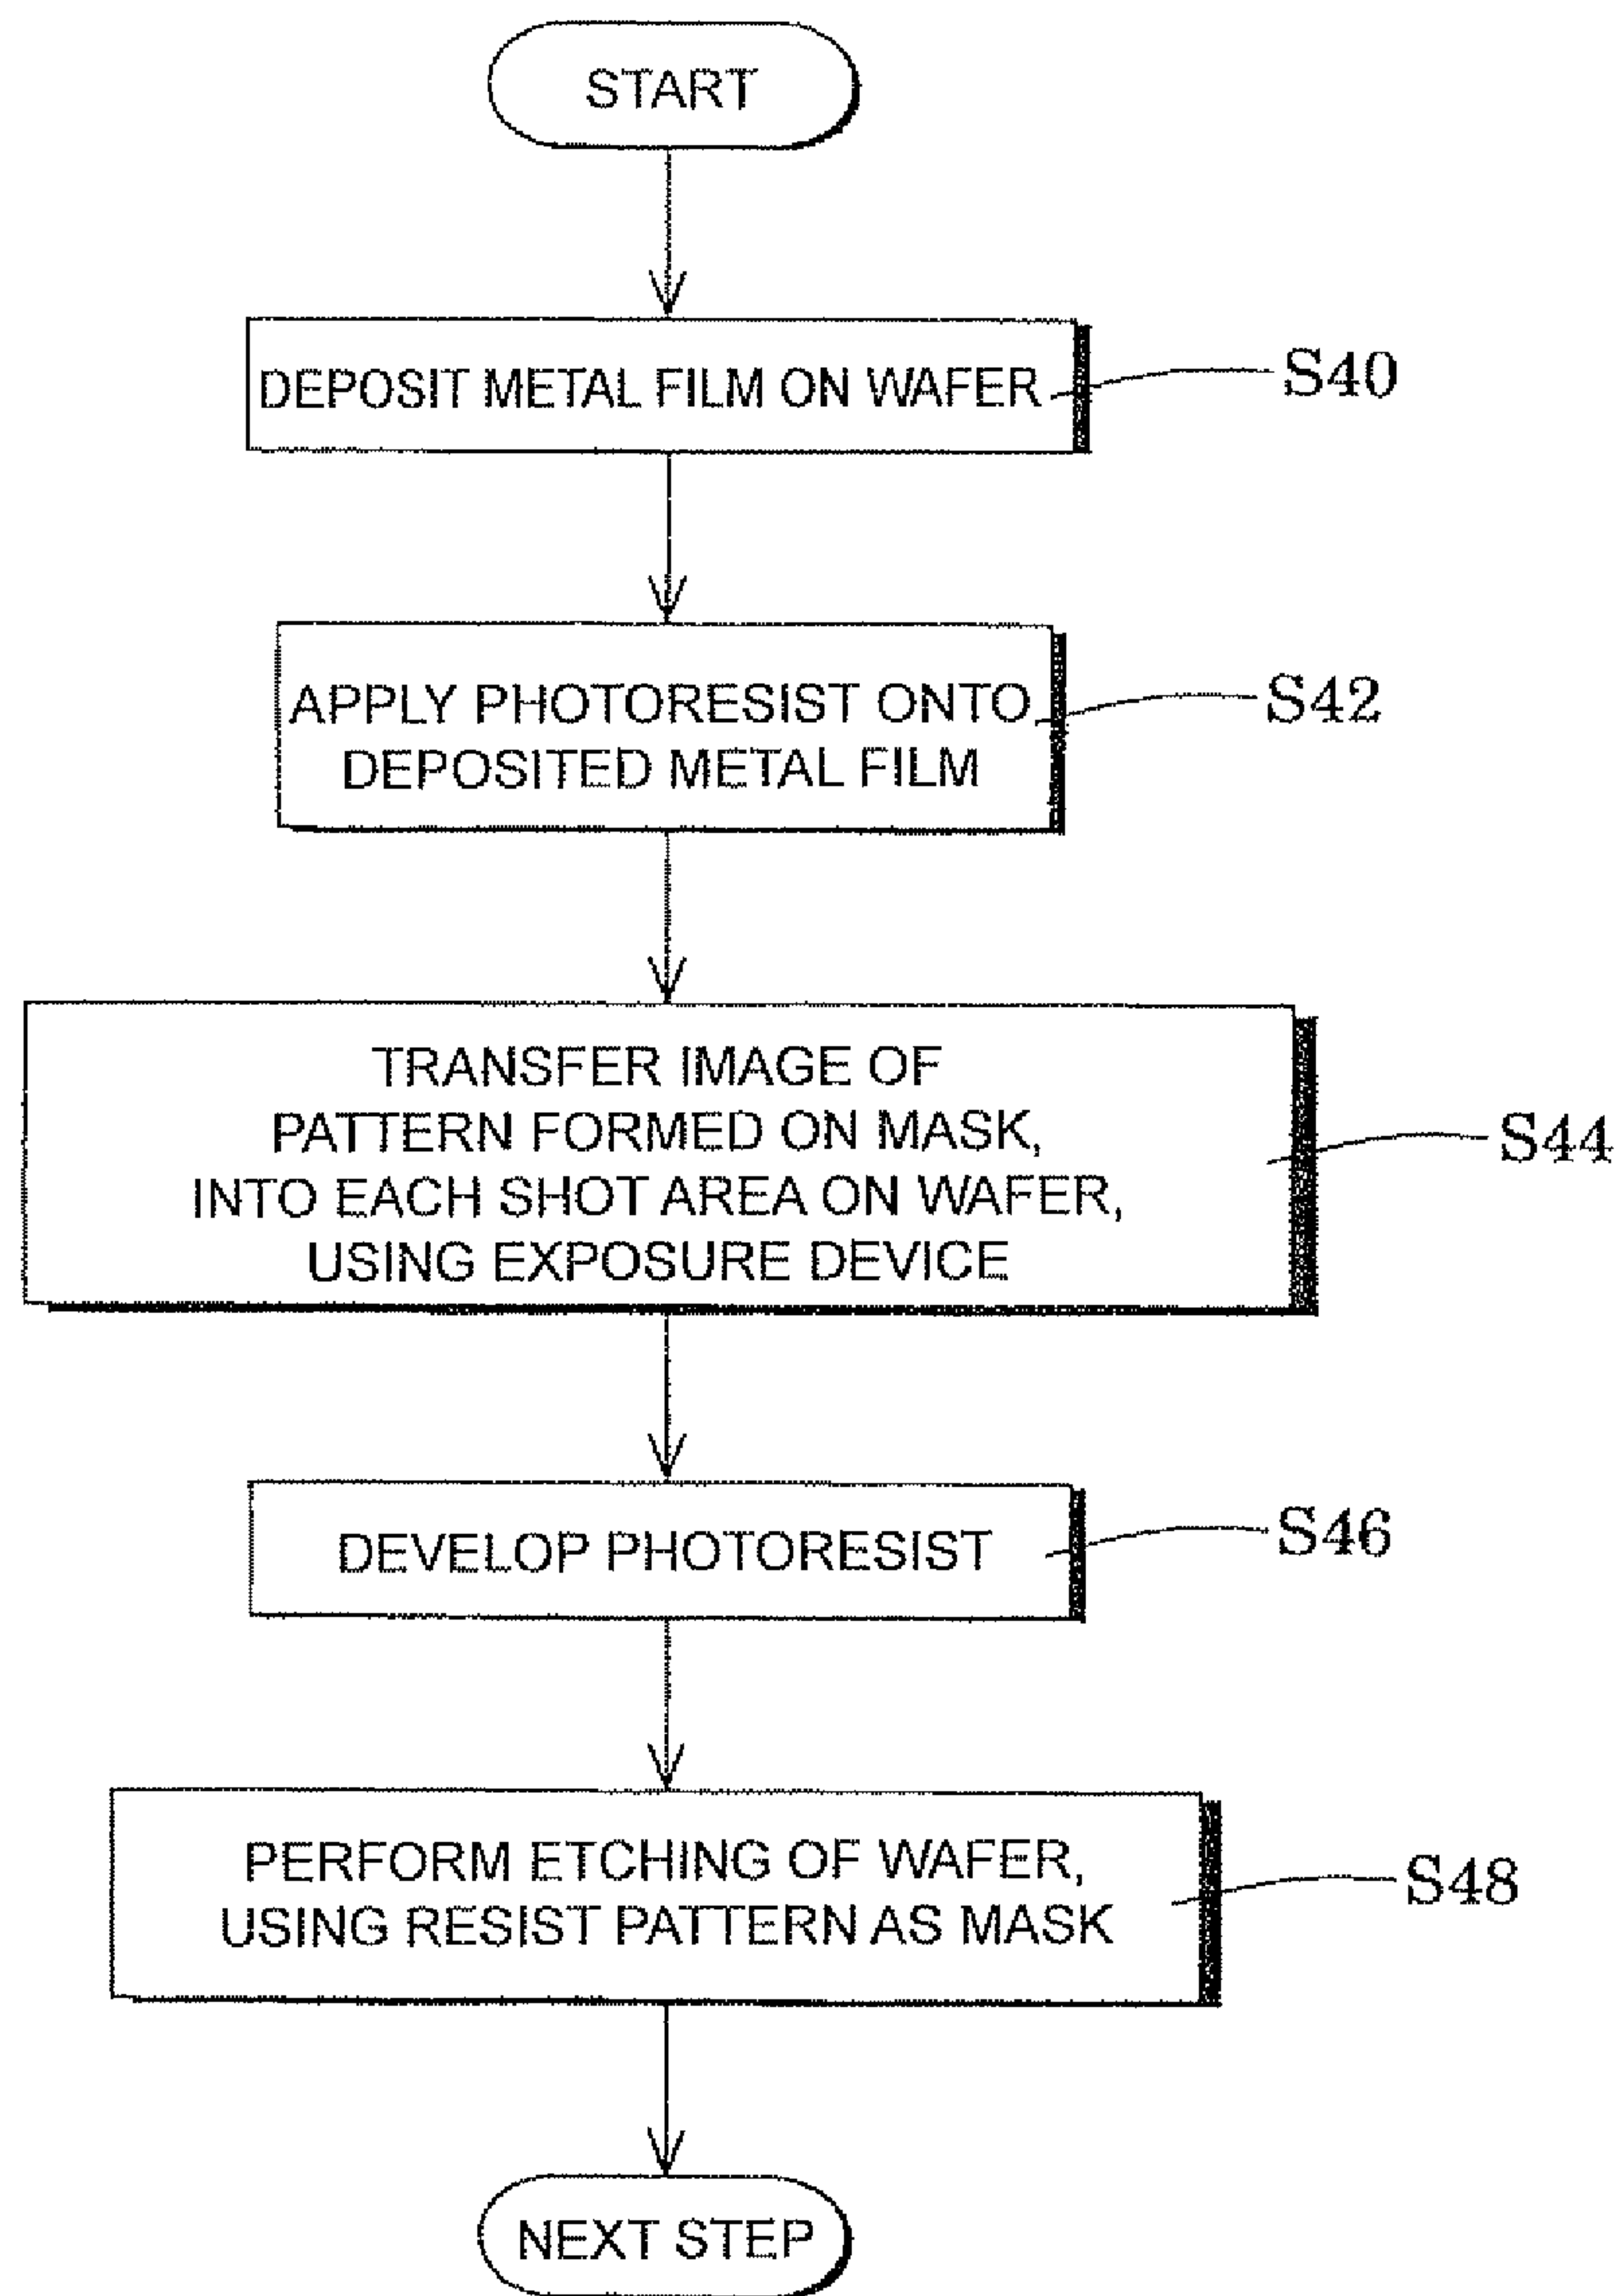 START
DEPOSIT METAL FILM ON WAFER
S40
APPLY PHOTORESIST ONTO
DEPOSITED METAL FILM
S42
TRANSFER IMAGE OF
PATTERN FORMED ON MASK,
INTO EACH SHOT AREA ON WAFER,
USING EXPOSURE DEVICE
S44
DEVELOP PHOTORESIST
S46
PERFORM ETCHING OF WAFER,
USING RESIST PATTERN AS MASK
S48
NEXT STEP